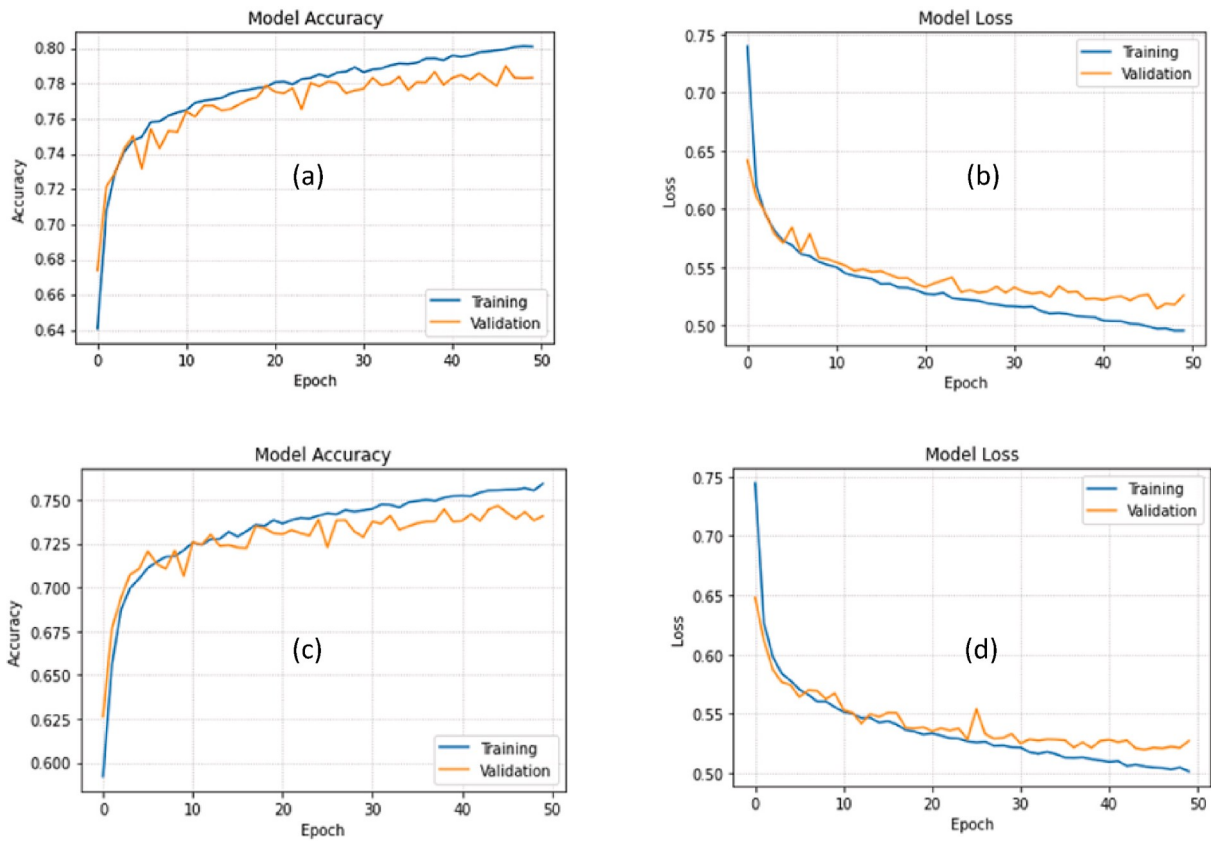 Model Accuracy
0.80
0.78
0.76
0.74
0.72
0.70
0.68
0.66
0.64
Accuracy
(a)
Training
Validation
0 10 20 30 40 50
Epoch
Model Loss
0.75
0.70
0.65
0.60
0.55
0.50
Loss
(b)
Training
Validation
0 10 20 30 40 50
Epoch
Model Accuracy
0.750
0.725
0.700
0.675
0.650
0.625
0.600
Accuracy
(c)
Training
Validation
0 10 20 30 40 50
Epoch
Model Loss
0.75
0.70
0.65
0.60
0.55
0.50
Loss
(d)
Training
Validation
0 10 20 30 40 50
Epoch